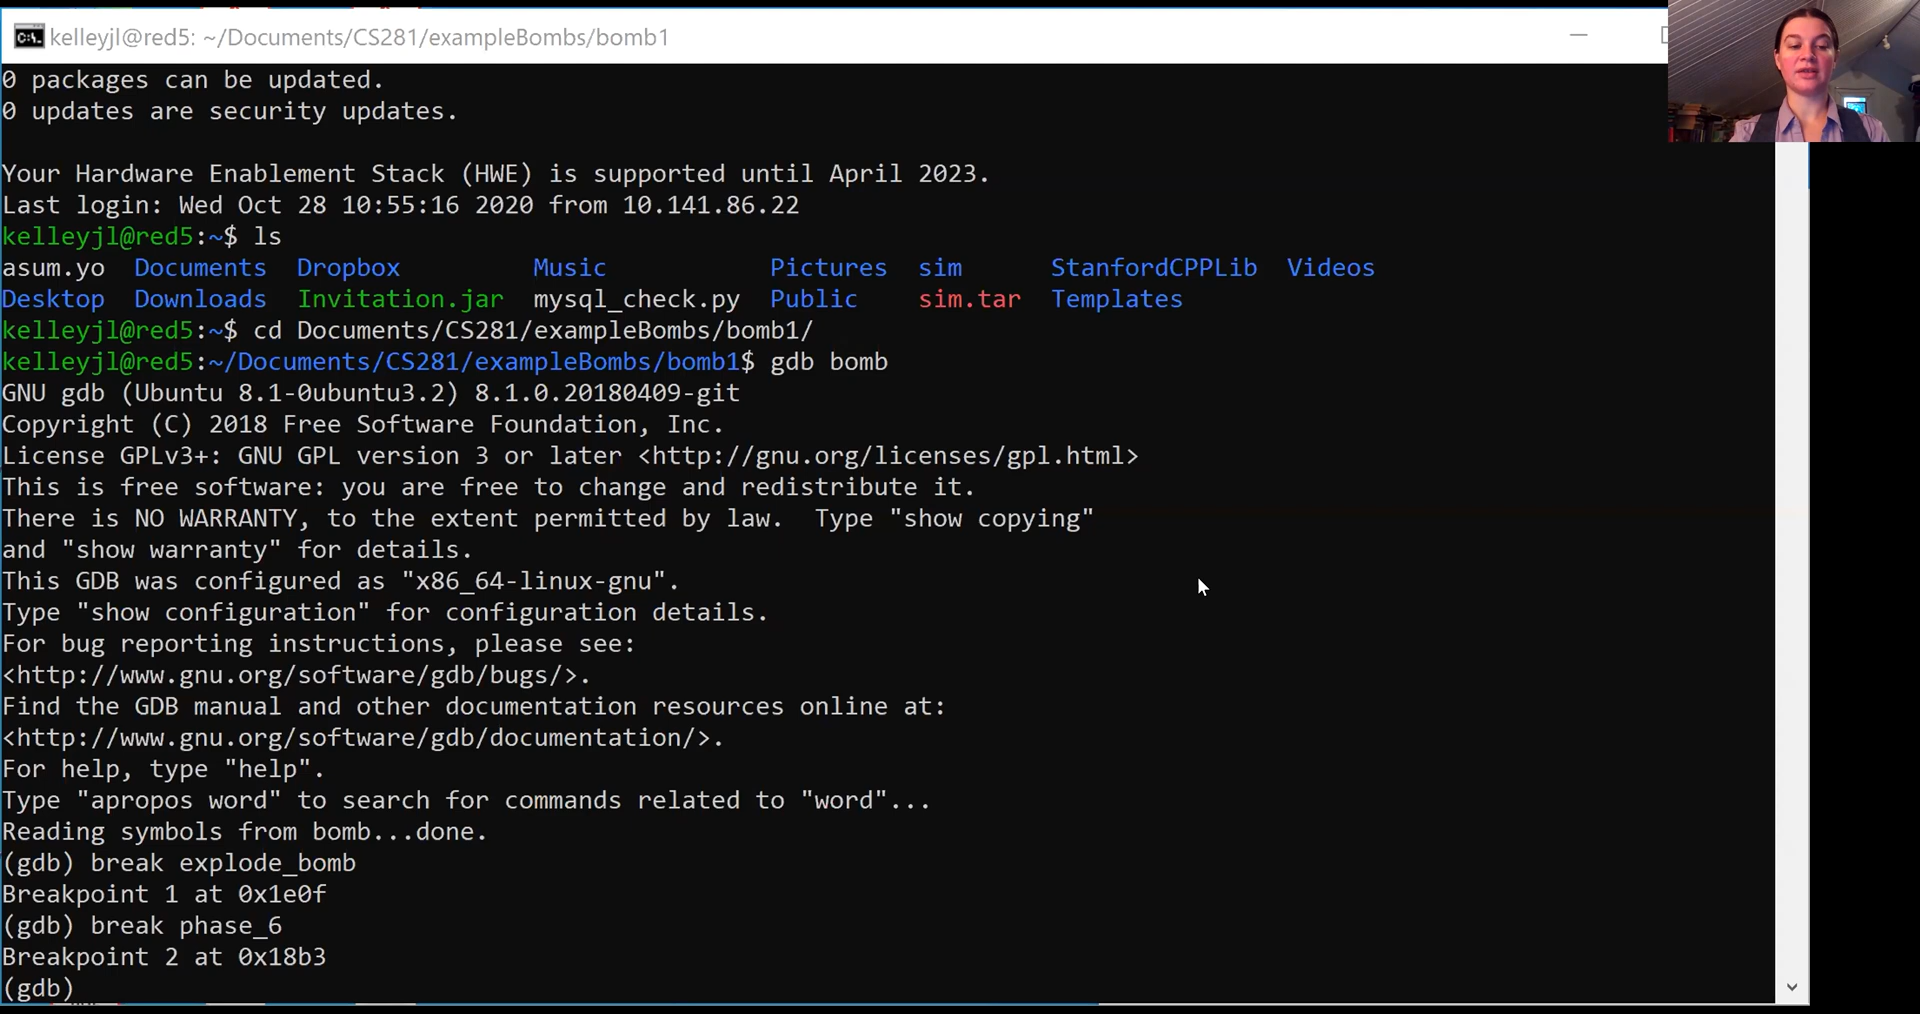 kelleyjl@red5: ~/Documents/CS281/exampleBombs/bomb1
0 packages can be updated.
0 updates are security updates.
Your Hardware Enablement Stack (HWE) is supported until April 2023.
Last login: Wed Oct 28 10:55:16 2020 from 10.141.86.22
kelleyjl@red5:~$ ls
asum.yo  Documents  Dropbox         Music           Pictures  sim      StanfordCPPLib  Videos
Desktop  Downloads  Invitation.jar  mysql_check.py  Public    sim.tar  Templates
kelleyjl@red5:~$ cd Documents/CS281/exampleBombs/bomb1/
kelleyjl@red5:~/Documents/CS281/exampleBombs/bomb1$ gdb bomb
GNU gdb (Ubuntu 8.1-0ubuntu3.2) 8.1.0.20180409-git
Copyright (C) 2018 Free Software Foundation, Inc.
License GPLv3+: GNU GPL version 3 or later <http://gnu.org/licenses/gpl.html>
This is free software: you are free to change and redistribute it.
There is NO WARRANTY, to the extent permitted by law.  Type "show copying"
and "show warranty" for details.
This GDB was configured as "x86_64-linux-gnu".
Type "show configuration" for configuration details.
For bug reporting instructions, please see:
<http://www.gnu.org/software/gdb/bugs/>.
Find the GDB manual and other documentation resources online at:
<http://www.gnu.org/software/gdb/documentation/>.
For help, type "help".
Type "apropos word" to search for commands related to "word"...
Reading symbols from bomb...done.
(gdb) break explode_bomb
Breakpoint 1 at 0x1e0f
(gdb) break phase_6
Breakpoint 2 at 0x18b3
(gdb)